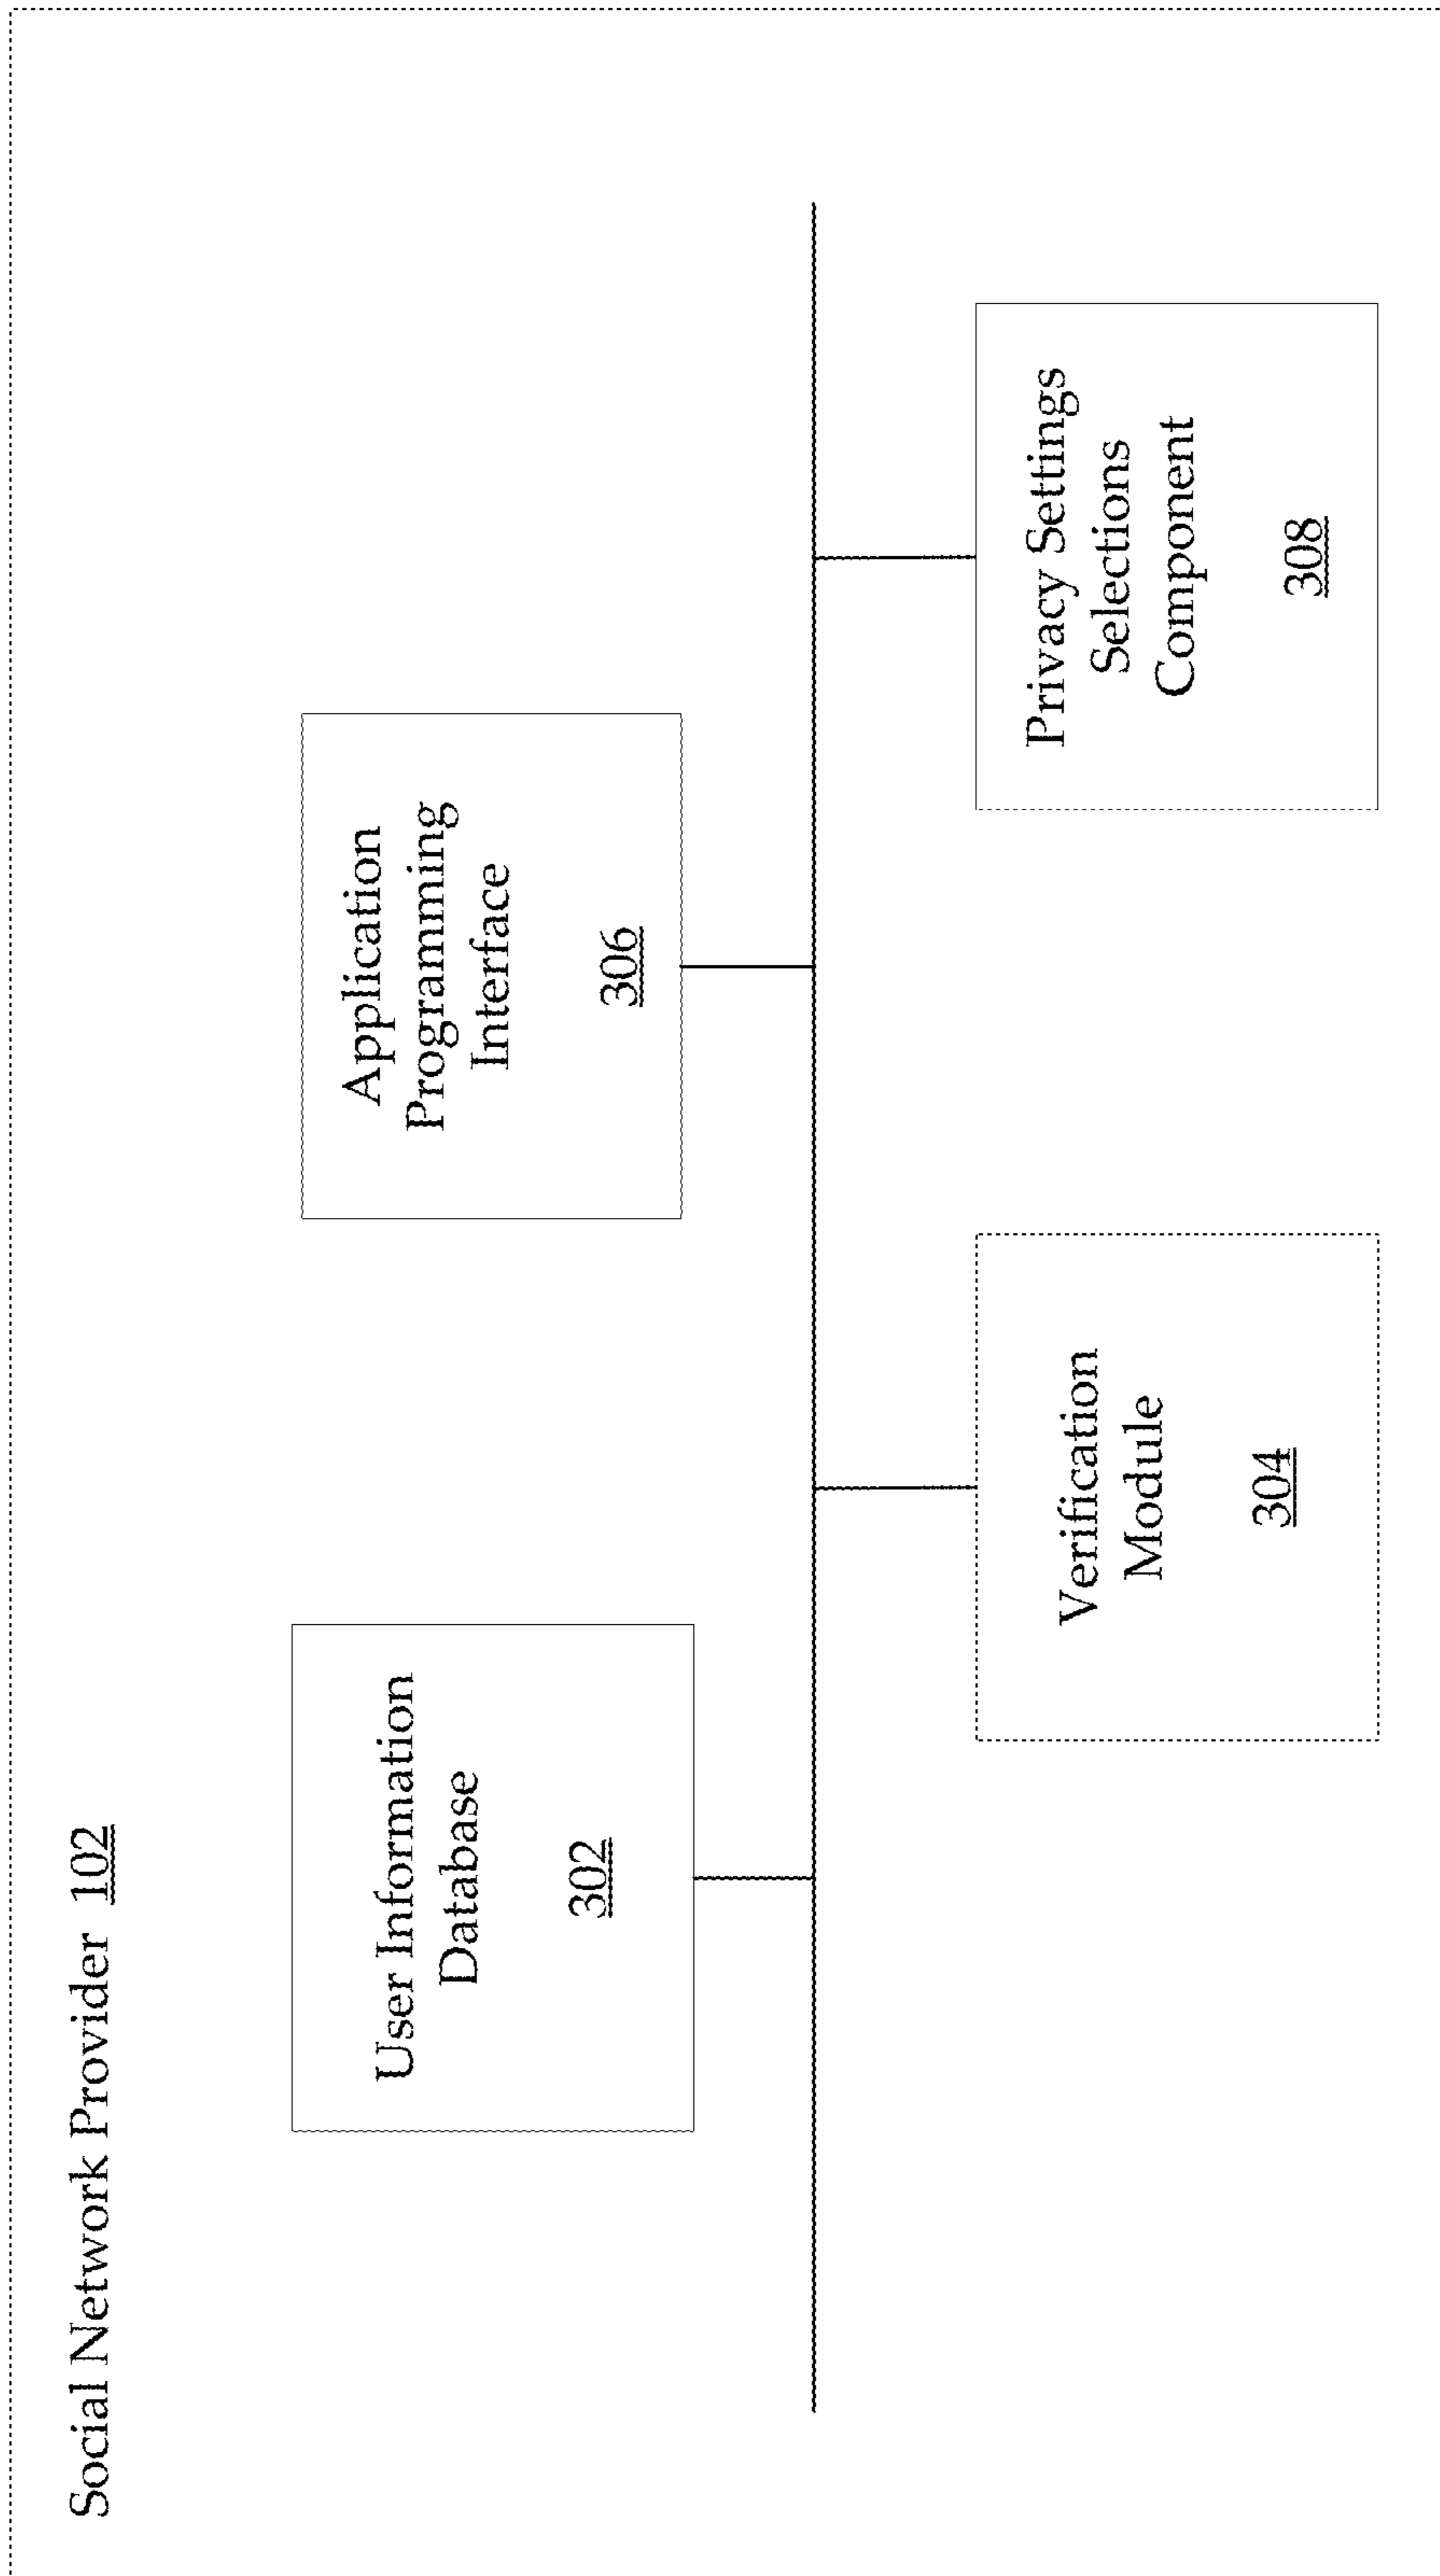 Social Network Provider 102
User Information
Database
302
Application
Programming
Interface
306
Verification
Module
304
Privacy Settings
Selections
Component
308